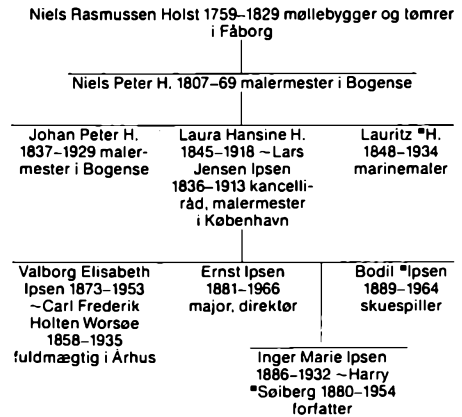 Niels Rasmussen Holst 1759–1829 møllebygger og tømrer
i Fåborg
Niels Peter H. 1807–69 malermester i Bogense
Johan Peter H.
1837–1929 maler-
mester i Bogense
Laura Hansine H.
1845–1918 ~Lars
Jensen Ipsen
1836–1913 kancelli-
råd, malermester
i København
Lauritz *H.
1848–1934
marinemaler
Valborg Elisabeth
Ipsen 1873–1953
~Carl Frederik
Holten Worsøe
1858–1935
fuldmægtig i Århus
Ernst Ipsen
1881–1966
major, direktør
Bodil *Ipsen
1889–1964
skuespiller
Inger Marie Ipsen
1886–1932 ~Harry
*Søiberg 1880–1954
forfatter